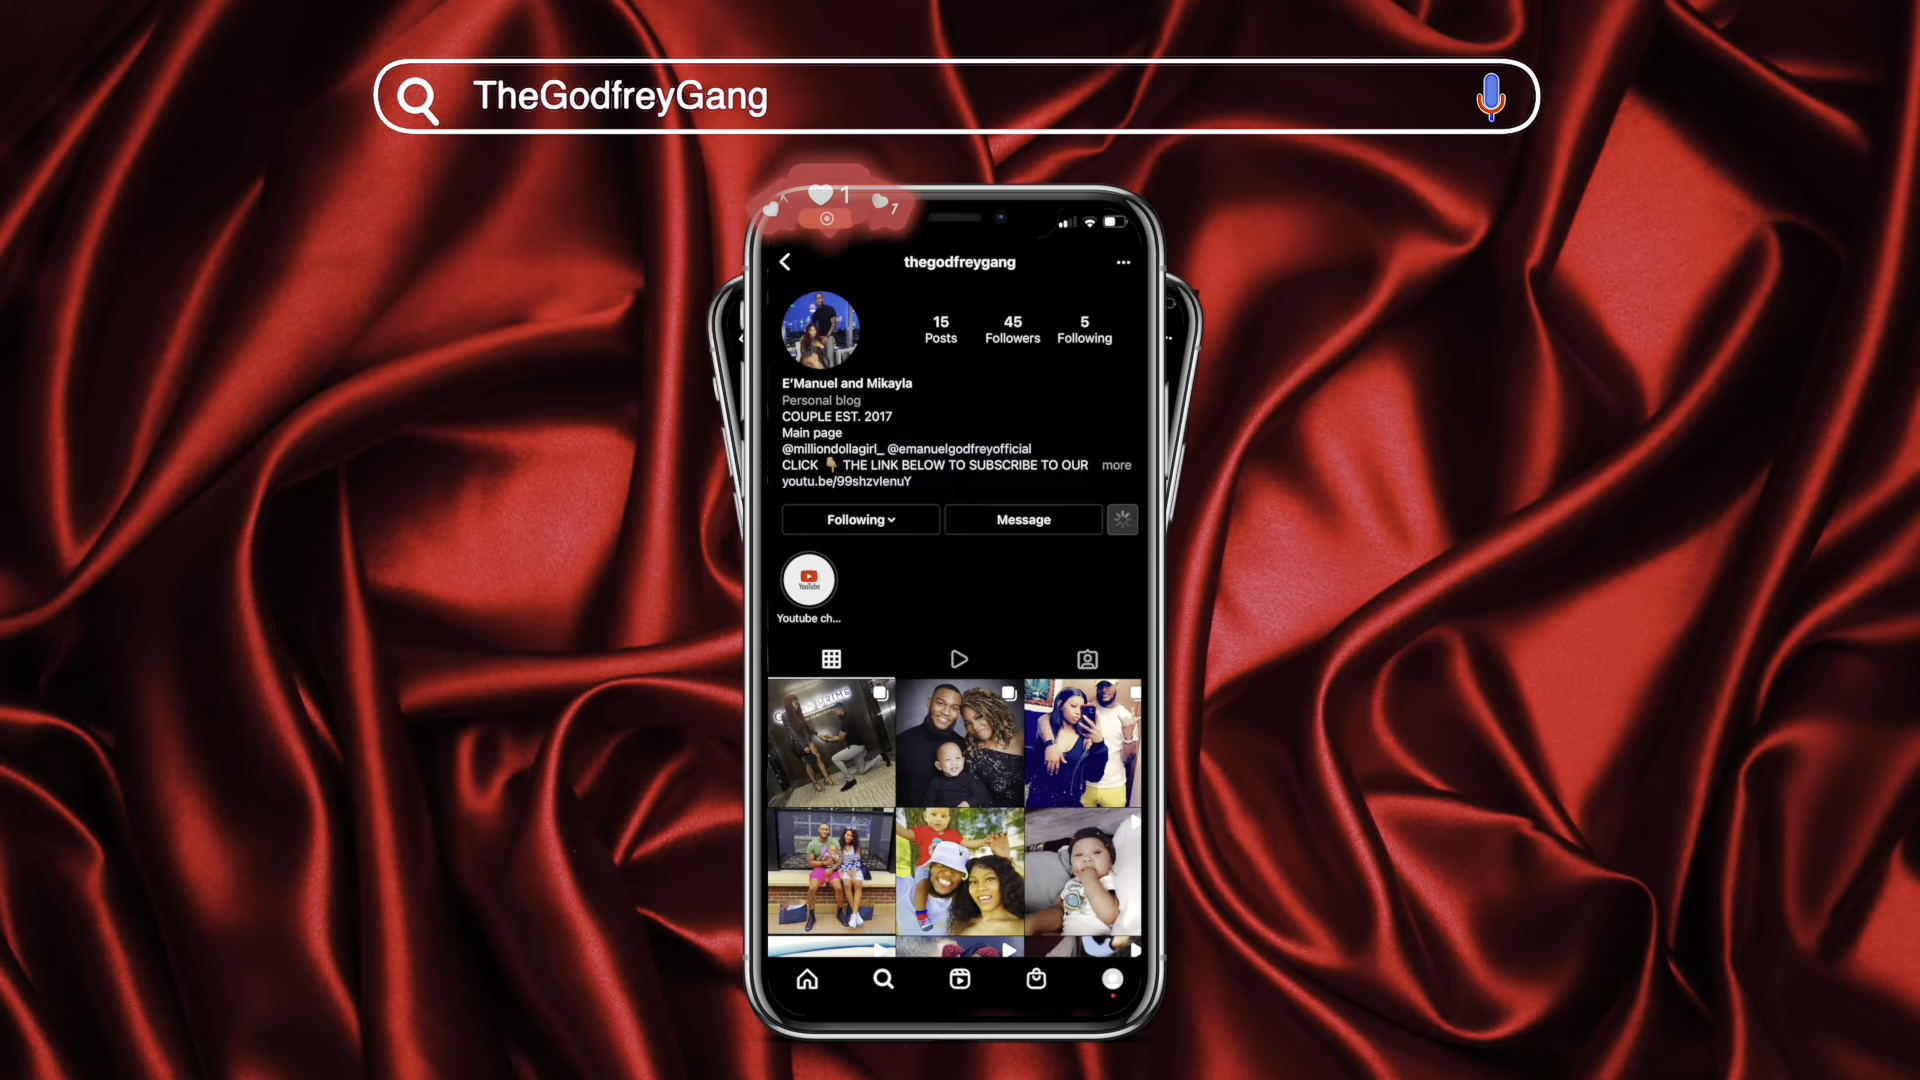 TheGodfreyGang
1
7
thegodfreygang
15
45
5
Posts
Followers
Following
E'Manuel and Mikayla
Personal blog
COUPLE EST. 2017
Main page
@milliondollagirl_ @emanuelgodfreyofficial
CLICK 👇🏽 THE LINK BELOW TO SUBSCRIBE TO OUR more
youtu.be/99shzvIenuY
Following
Message
YouTube
Youtube ch...
PRIME